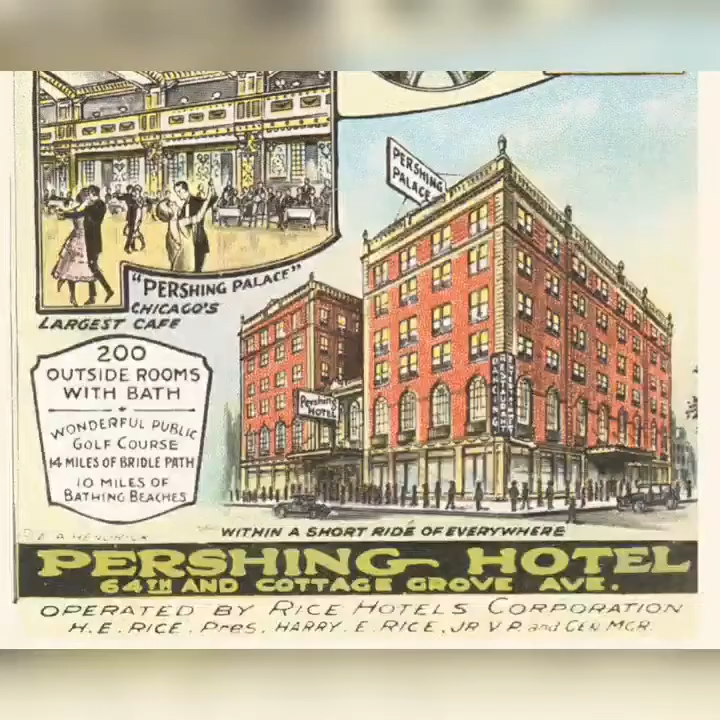 PERSHING
PALACE
"PERSHING PALACE"
CHICAGO'S
LARGEST CAFE
200
OUTSIDE ROOMS
WITH BATH
WONDERFUL PUBLIC
GOLF COURSE
14 MILES OF BRIDLE PATH
10 MILES OF
BATHING BEACHES
Pershing
HOTEL
DANCING
RESTAURANT
WITHIN A SHORT RIDE OF EVERYWHERE
PERSHING HOTEL
64TH AND COTTAGE GROVE AVE.
OPERATED BY RICE HOTELS CORPORATION
H.E. RICE. Pres. HARRY. E. RICE, JR V.P. and GEN. MGR.